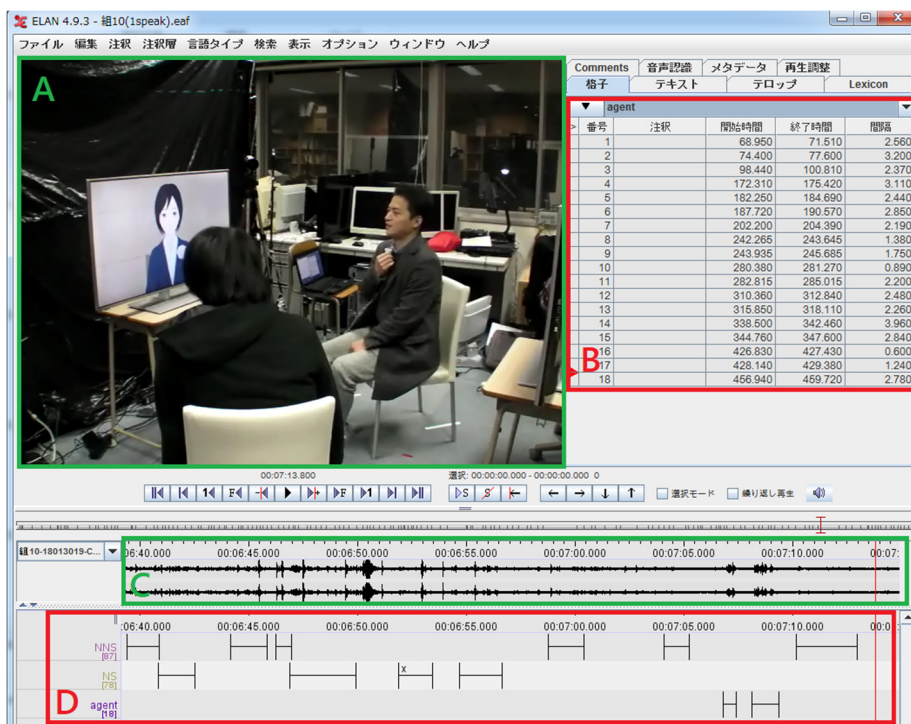 ELAN 4.9.3 - 組10(1speak).eaf
ファイル 編集 注釈 注釈層 言語タイプ 検索 表示 オプション ウィンドウ ヘルプ
A
Comments 音声認識 メタデータ 再生調整
格子 テキスト テロップ Lexicon
agent
> 番号 注釈 開始時間 終了時間 間隔
1 68.950 71.510 2.560
2 74.400 77.600 3.200
3 98.440 100.810 2.370
4 172.310 175.420 3.110
5 182.250 184.690 2.440
6 187.720 190.570 2.850
7 202.200 204.390 2.190
8 242.265 243.645 1.380
9 243.935 245.685 1.750
10 280.380 281.270 0.890
11 282.815 285.015 2.200
12 310.360 312.840 2.480
13 315.850 318.110 2.260
14 338.500 342.460 3.960
15 344.760 347.600 2.840
16 426.830 427.430 0.600
17 428.140 429.380 1.240
18 456.940 459.720 2.780
B
00:07:13.800 選択: 00:00:00.000 - 00:00:00.000 0
1 F F 1 S S 選択モード 繰り返し再生
組10-18013019-C...
06:40.000 00:06:45.000 00:06:50.000 00:06:55.000 00:07:00.000 00:07:05.000 00:07:10.000 00:07:
C
:06:40.000 00:06:45.000 00:06:50.000 00:06:55.000 00:07:00.000 00:07:05.000 00:07:10.000 00:0
NNS
[87]
x
NS
[78]
D
agent
[18]